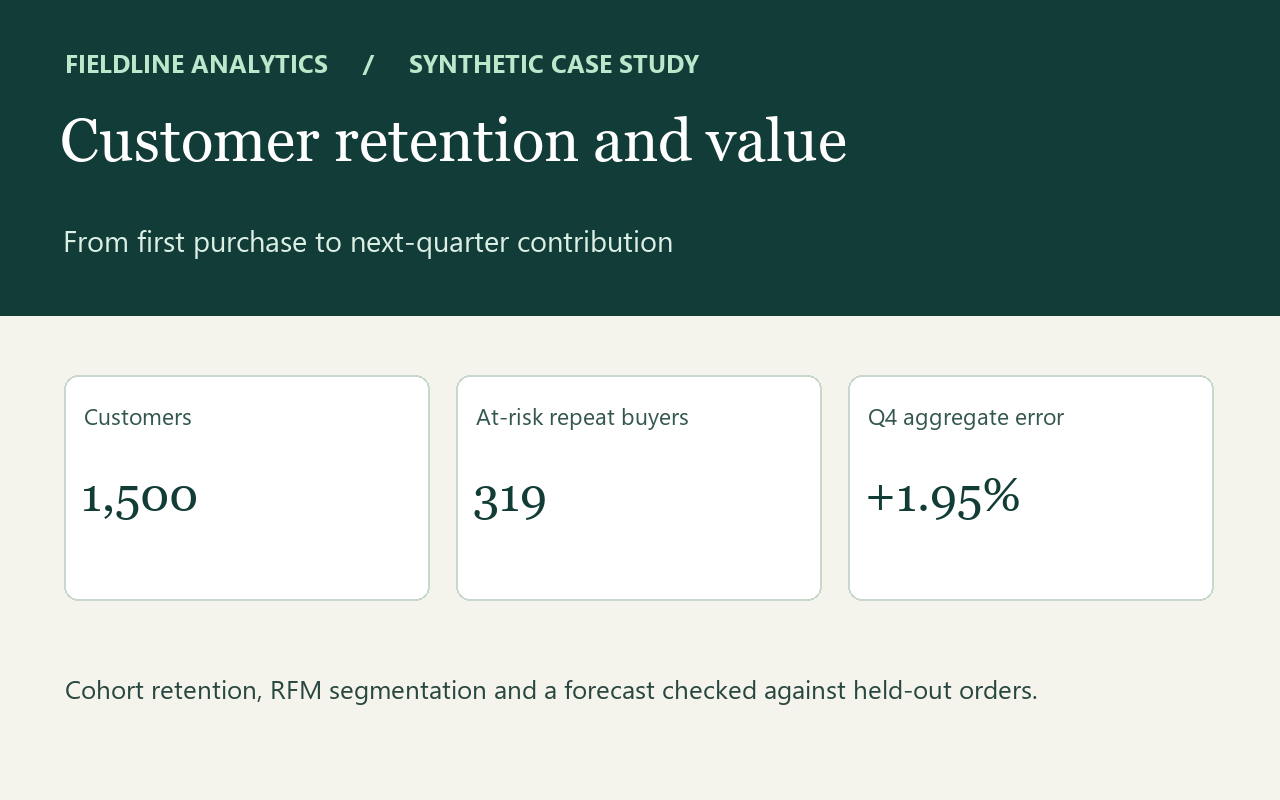 FIELDLINE ANALYTICS / SYNTHETIC CASE STUDY
Customer retention and value
From first purchase to next-quarter contribution
Customers
1,500
At-risk repeat buyers
319
Q4 aggregate error
+1.95%
Cohort retention, RFM segmentation and a forecast checked against held-out orders.